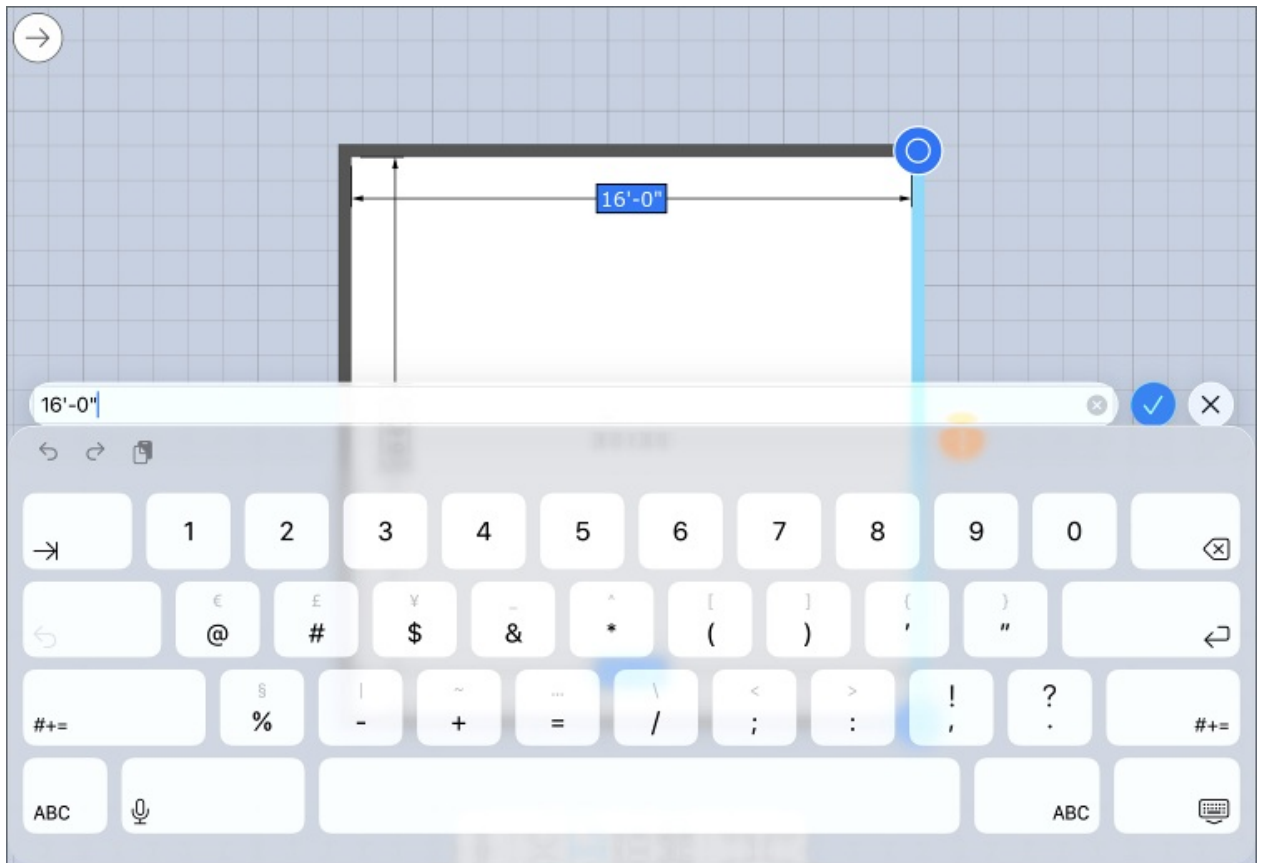 16'-0"
16'-0"
1 2 3 4 5 6 7 8 9 0
€ £ ¥ _ ^ [ ] { }
@ # $ & * ( ) ' "
§ | ~ … \ < > ! ?
#+= % - + = / ; : , . #+=
ABC ABC